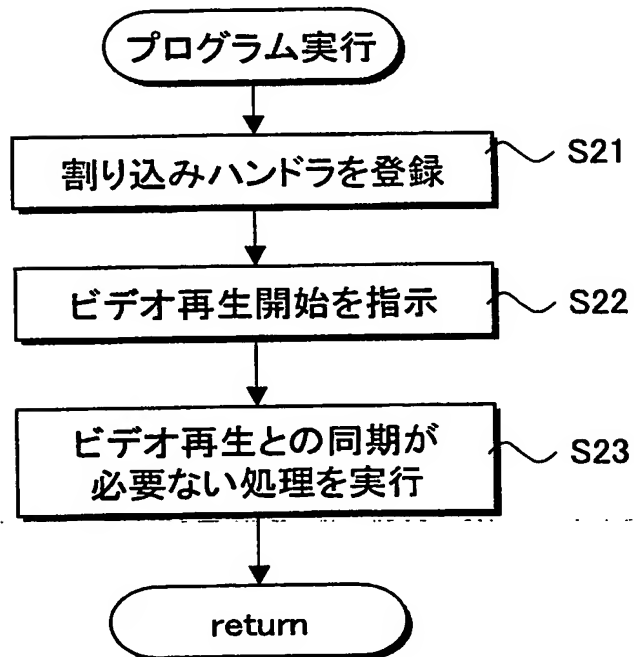 プログラム実行
割り込みハンドラを登録
S21
ビデオ再生開始を指示
S22
ビデオ再生との同期が
必要ない処理を実行
S23
return